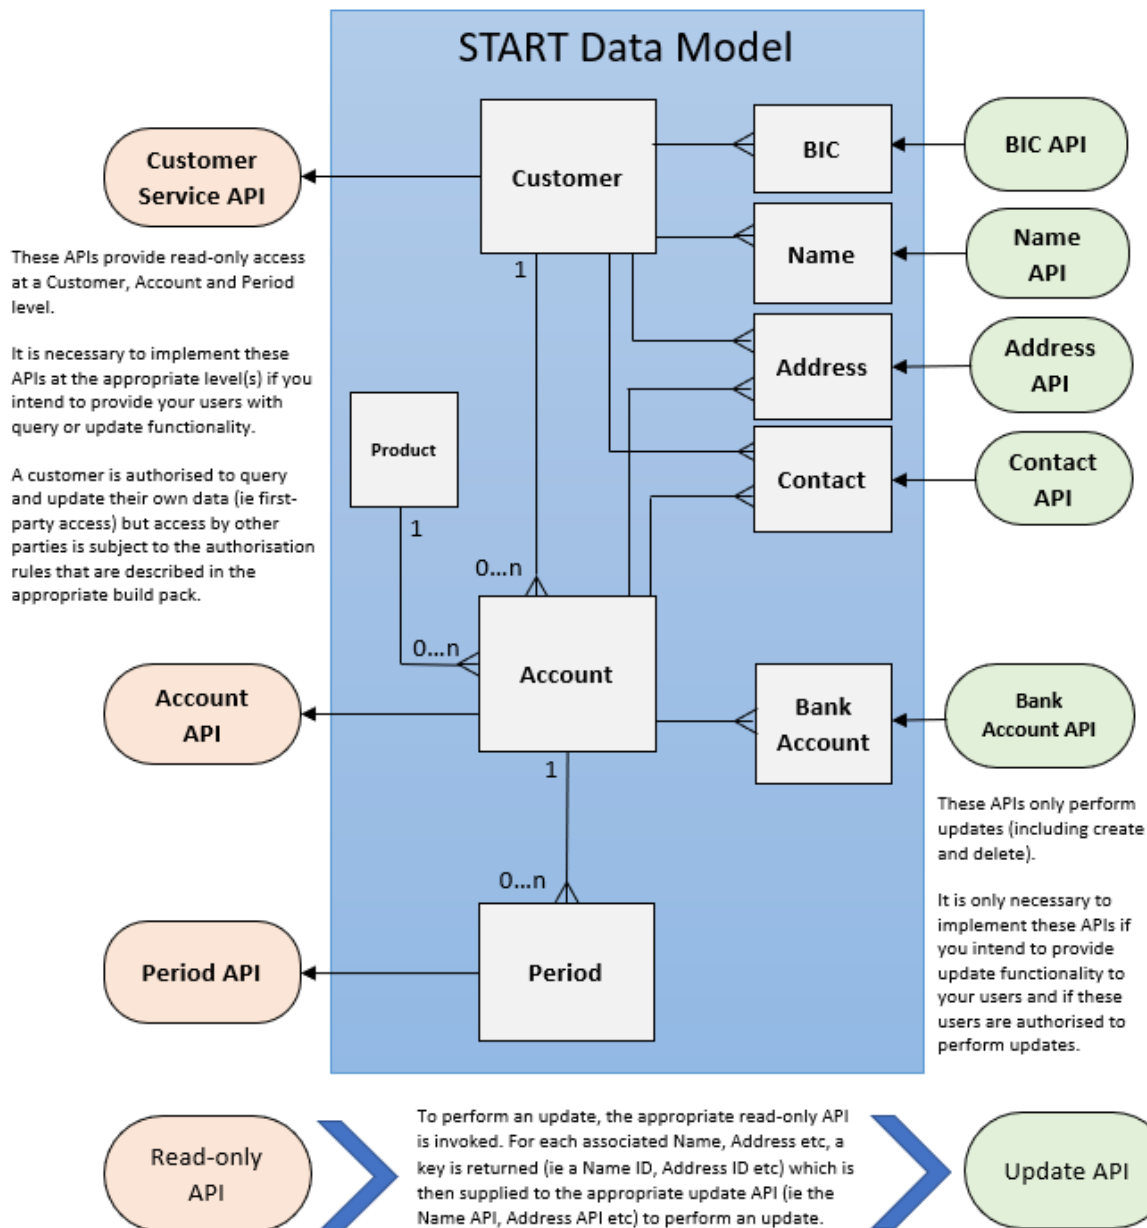 START Data Model
Customer
Service API
Customer
BIC
BIC API
These APIs provide read-only access
at a Customer, Account and Period
level.
It is necessary to implement these
APIs at the appropriate level(s) if you
intend to provide your users with
query or update functionality.
A customer is authorised to query
and update their own data (ie first-
party access) but access by other
parties is subject to the authorisation
rules that are described in the
appropriate build pack.
1
Name
Name
API
Address
Address
API
Product
1
Contact
Contact
API
0...n
0...n
Account
API
Account
1
Bank
Account
Bank
Account API
These APIs only perform
updates (including create
and delete).
It is only necessary to
implement these APIs if
you intend to provide
update functionality to
your users and if these
users are authorised to
perform updates.
0...n
Period API
Period
Read-only
API
To perform an update, the appropriate read-only API
is invoked. For each associated Name, Address etc, a
key is returned (ie a Name ID, Address ID etc) which is
then supplied to the appropriate update API (ie the
Name API, Address API etc) to perform an update.
Update API